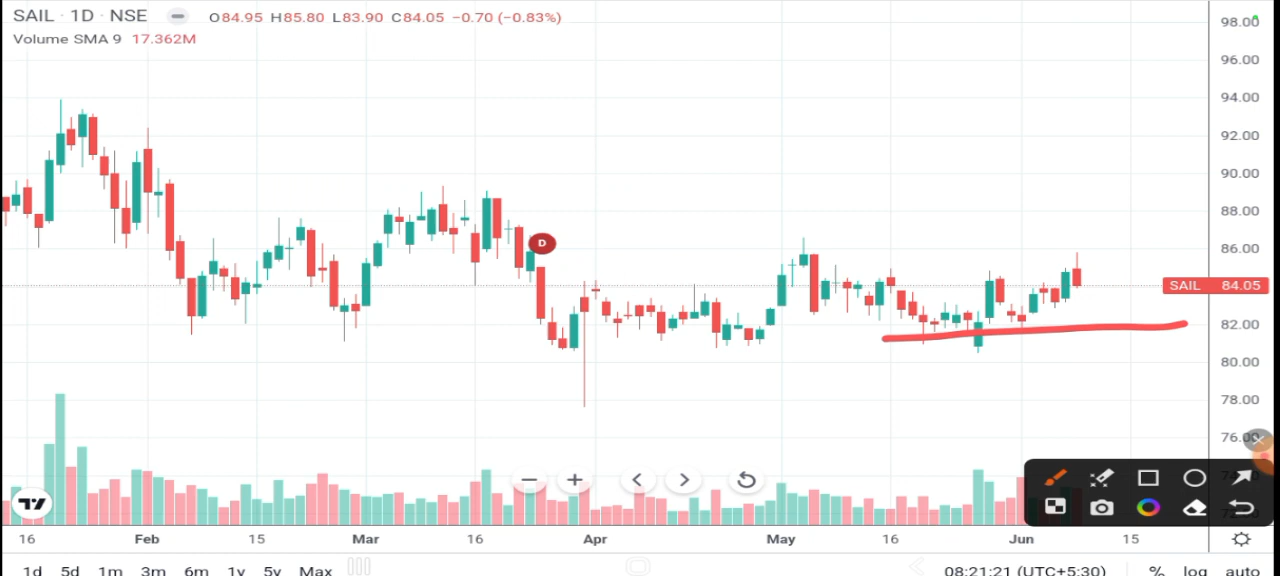 SAIL · 1D · NSE O84.95 H85.80 L83.90 C84.05 −0.70 (−0.83%)
Volume SMA 9 17.362M
98.00
96.00
94.00
92.00
90.00
88.00
86.00
D
SAIL 84.05
82.00
80.00
78.00
76.00
16 Feb 15 Mar 16 Apr May 16 Jun 15
1d 5d 1m 3m 6m 1y 5y Max 08:21:21 (UTC+5:30) % log auto